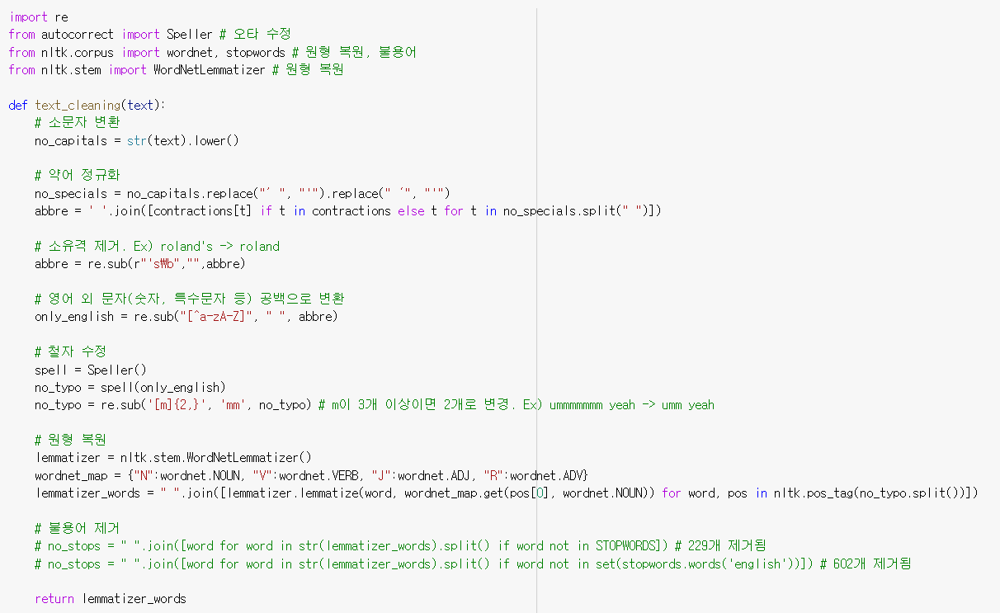 import re
from autocorrect import Speller # 오타 수정
from nltk.corpus import wordnet, stopwords # 원형 복원, 불용어
from nltk.stem import WordNetLemmatizer # 원형 복원

def text_cleaning(text):
    # 소문자 변환
    no_capitals = str(text).lower()

    # 약어 정규화
    no_specials = no_capitals.replace("’ ", "'").replace(" ‘", "'")
    abbre = ' '.join([contractions[t] if t in contractions else t for t in no_specials.split(" ")])

    # 소유격 제거. Ex) roland's -> roland
    abbre = re.sub(r"'s₩b","",abbre)

    # 영어 외 문자(숫자, 특수문자 등) 공백으로 변환
    only_english = re.sub("[^a-zA-Z]", " ", abbre)

    # 철자 수정
    spell = Speller()
    no_typo = spell(only_english)
    no_typo = re.sub('[m]{2,}', 'mm', no_typo) # m이 3개 이상이면 2개로 변경. Ex) ummmmmmm yeah -> umm yeah

    # 원형 복원
    lemmatizer = nltk.stem.WordNetLemmatizer()
    wordnet_map = {"N":wordnet.NOUN, "V":wordnet.VERB, "J":wordnet.ADJ, "R":wordnet.ADV}
    lemmatizer_words = " ".join([lemmatizer.lemmatize(word, wordnet_map.get(pos[0], wordnet.NOUN)) for word, pos in nltk.pos_tag(no_typo.split())])

    # 불용어 제거
    # no_stops = " ".join([word for word in str(lemmatizer_words).split() if word not in STOPWORDS]) # 229개 제거됨
    # no_stops = " ".join([word for word in str(lemmatizer_words).split() if word not in set(stopwords.words('english'))]) # 602개 제거됨

    return lemmatizer_words